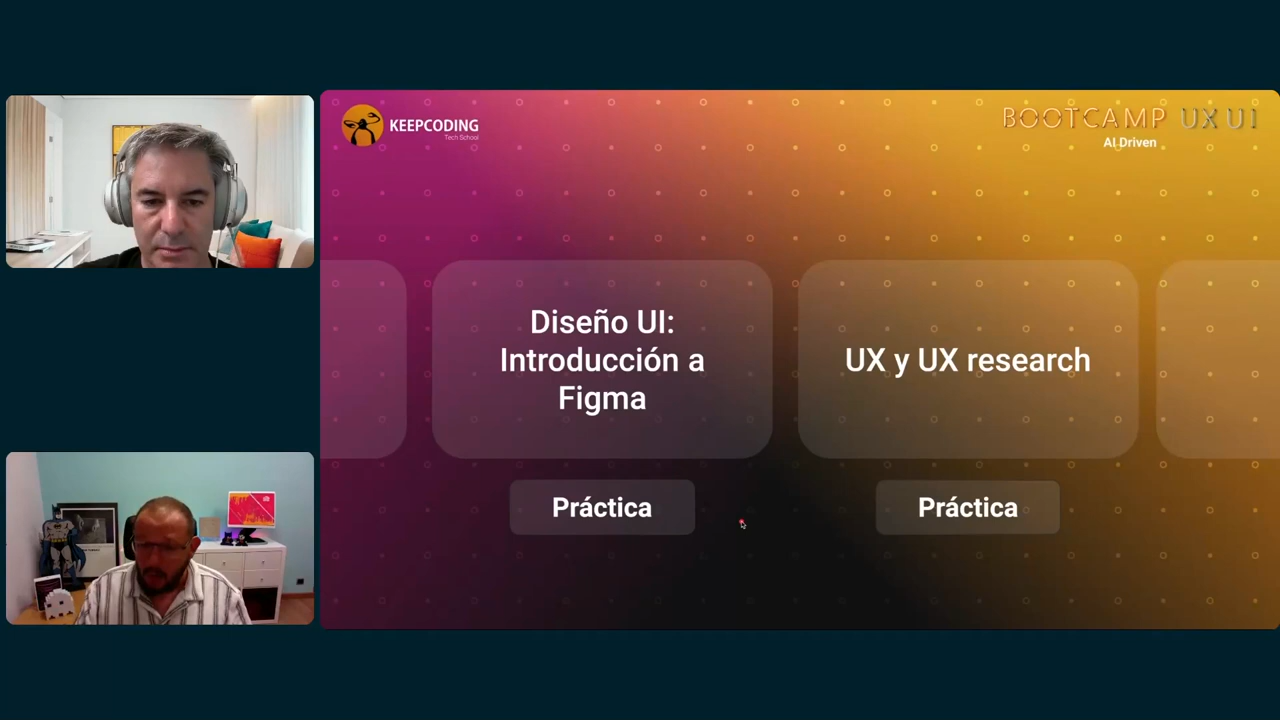 KEEPCODING
Tech School
BOOTCAMP UX UI
AI Driven
Diseño UI:
Introducción a
Figma
UX y UX research
Práctica
Práctica